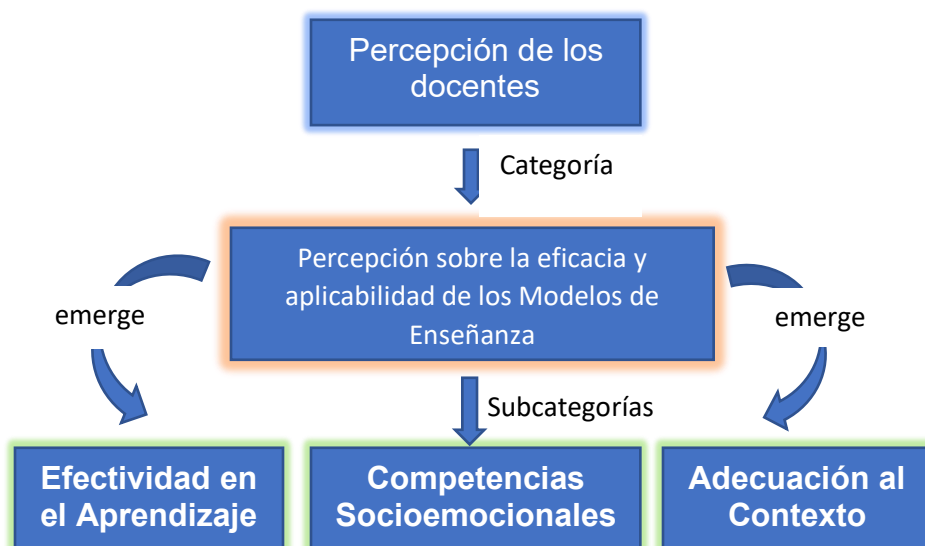 Percepción de los
docentes
Categoría
Percepción sobre la eficacia y
aplicabilidad de los Modelos de
Enseñanza
emerge
emerge
Subcategorías
Efectividad en
el Aprendizaje
Competencias
Socioemocionales
Adecuación al
Contexto